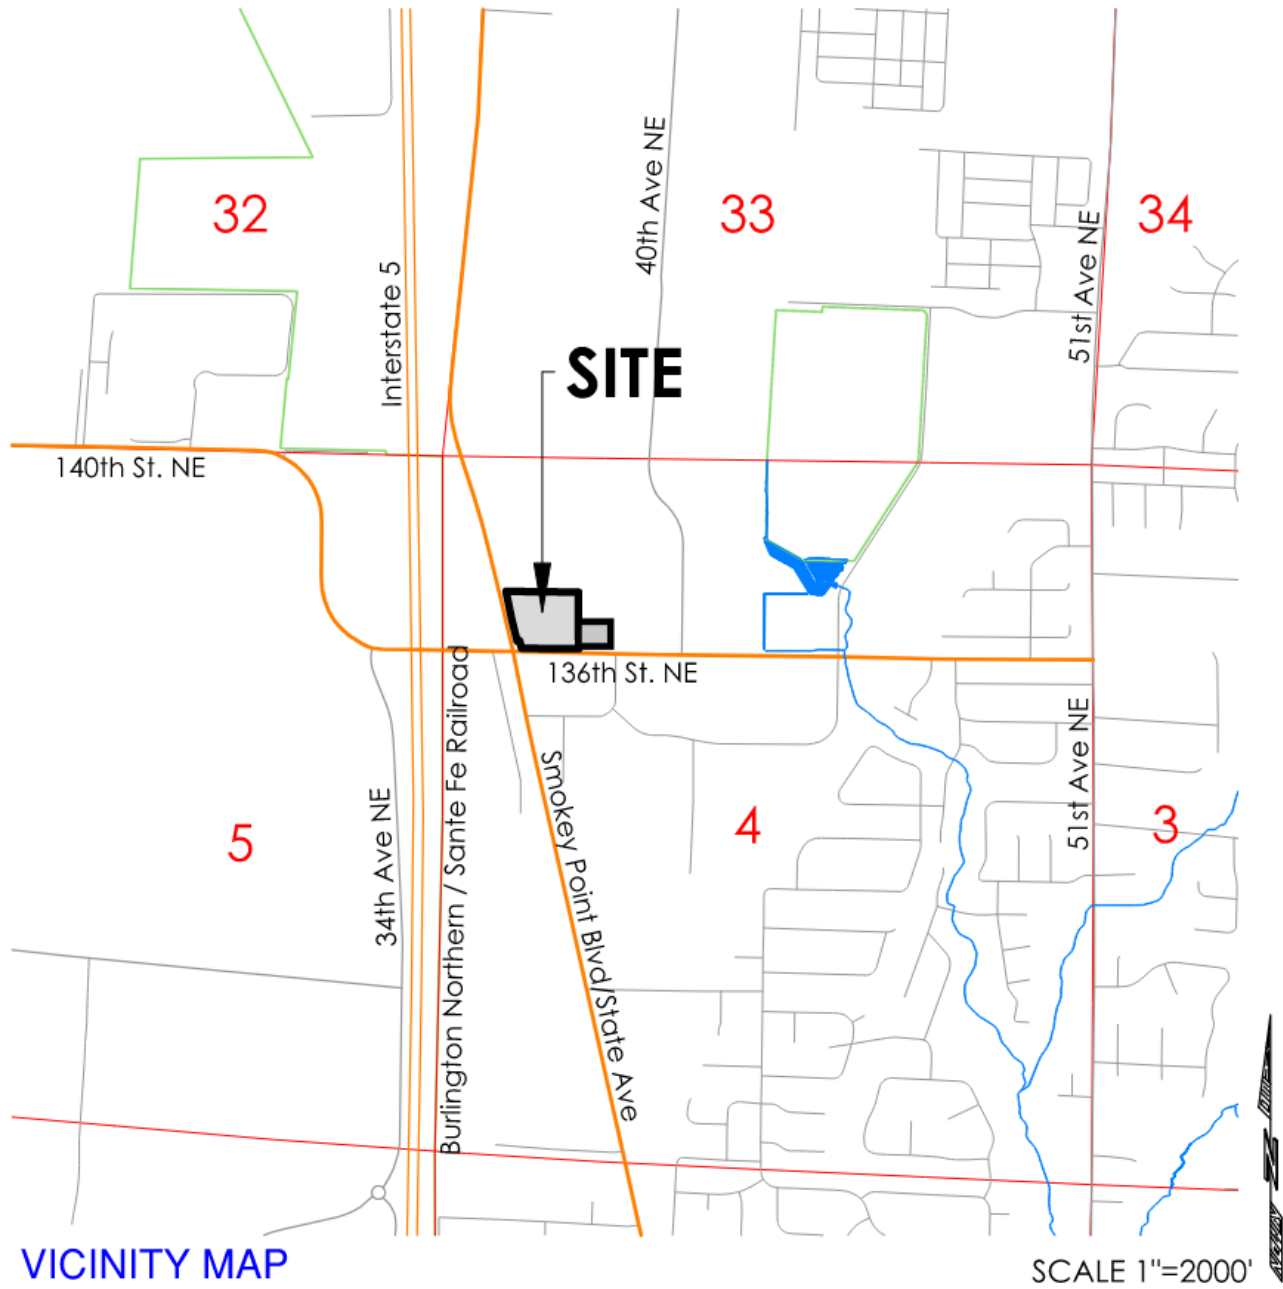 32
33
34
40th Ave NE
51st Ave NE
Interstate 5
SITE
140th St. NE
136th St. NE
Burlington Northern / Sante Fe Railroad
51st Ave NE
Smokey Point Blvd/State Ave
34th Ave NE
5
4
3
N
VICINITY MAP
SCALE 1"=2000'